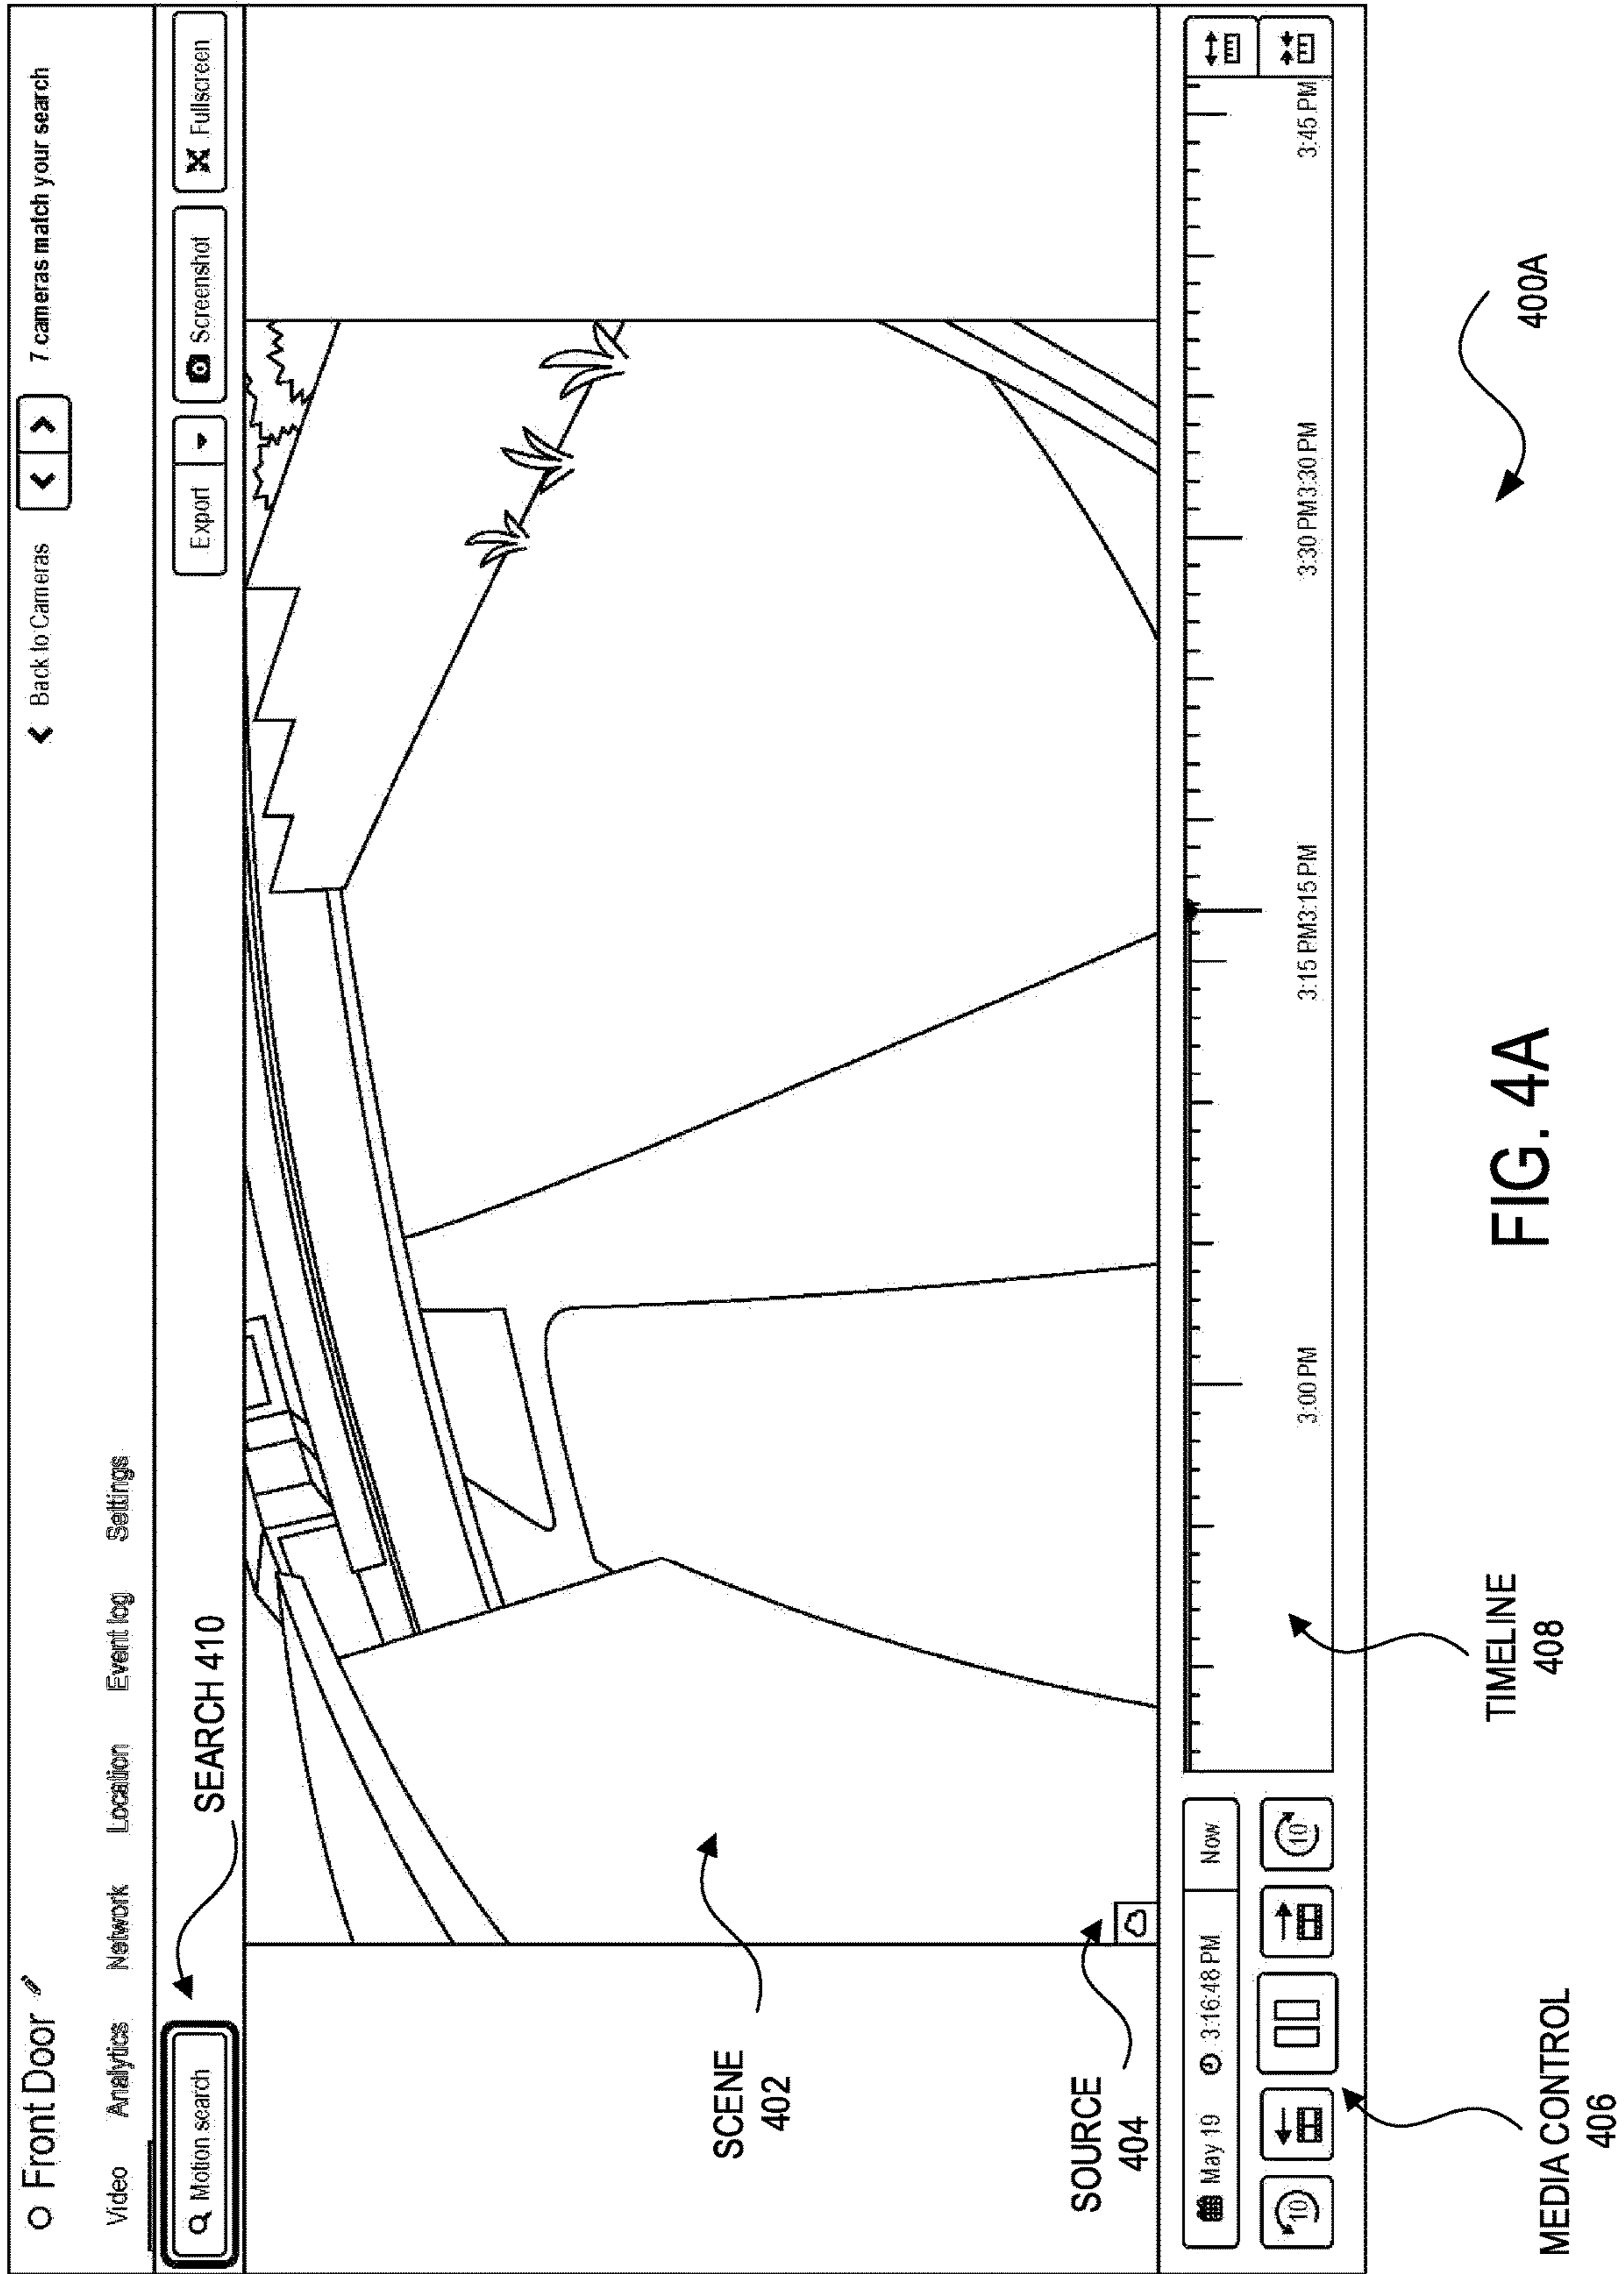 Front Door
Back to Cameras
7 cameras match your search
Video Analytics Network Location Event log Settings
SEARCH 410
Motion search
Export
Screenshot
Fullscreen
SCENE
402
SOURCE
404
May 19
3:16:48 PM
Now
10
10
3:00 PM
3:15 PM3:15 PM
3:30 PM3:30 PM
3:45 PM
MEDIA CONTROL
406
TIMELINE
408
400A
FIG. 4A